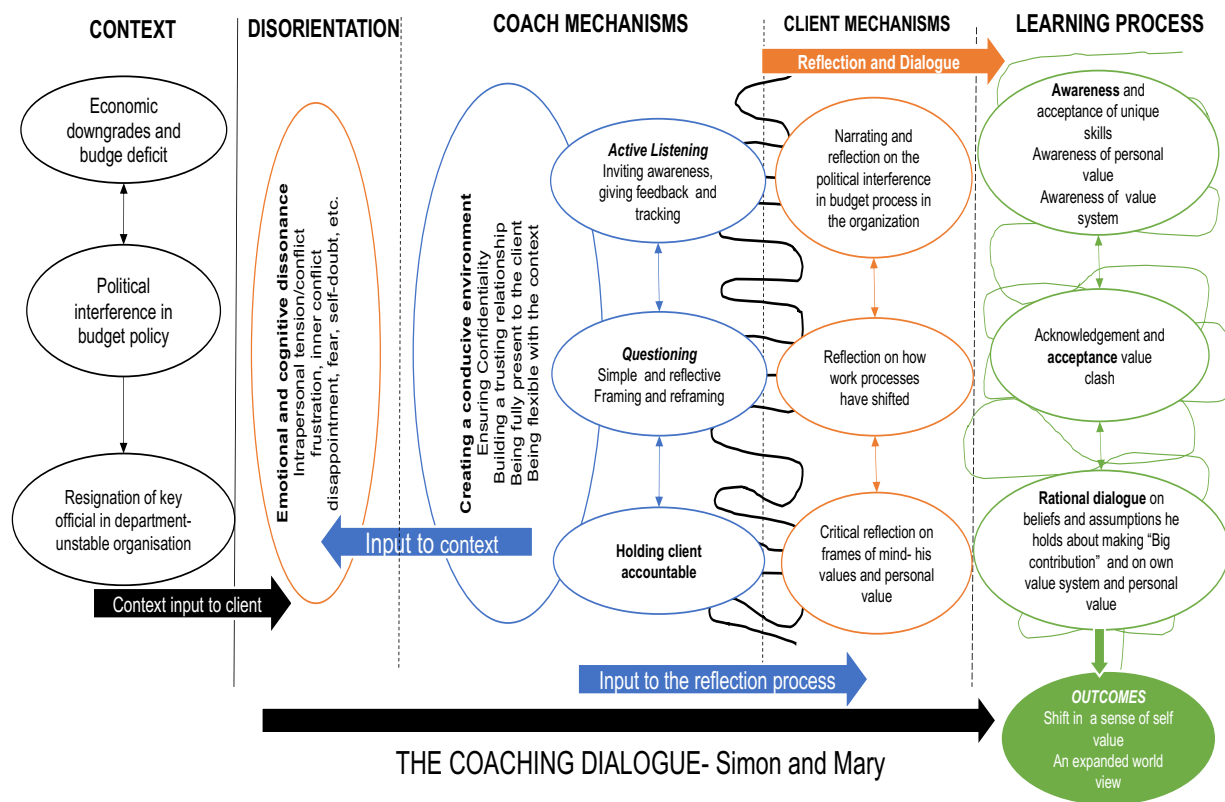 CONTEXT
Economic
downgrades and
budge deficit
Political
interference in
budget policy
Resignation of key
official in department-
unstable organisation
Context input to client
DISORIENTATION
Emotional and cognitive dissonance
Intrapersonal tension/conflict
frustration, inner conflict
disappointment, fear, self-doubt, etc.
COACH MECHANISMS
Creating a conducive environment
Ensuring Confidentiality
Building a trusting relationship
Being fully present to the client
Being flexible with the context
Input to context
Active Listening
Inviting awareness,
giving feedback and
tracking
Questioning
Simple and reflective
Framing and reframing
Holding client
accountable
Input to the reflection process
CLIENT MECHANISMS
Reflection and Dialogue
Narrating and
reflection on the
political interference
in budget process in
the organization
Reflection on how
work processes
have shifted
Critical reflection on
frames of mind- his
values and personal
value
LEARNING PROCESS
Awareness and
acceptance of unique
skills
Awareness of personal
value
Awareness of value
system
Acknowledgement and
acceptance value
clash
Rational dialogue on
beliefs and assumptions he
holds about making “Big
contribution” and on own
value system and personal
value
OUTCOMES
Shift in a sense of self
value
An expanded world
view
THE COACHING DIALOGUE- Simon and Mary